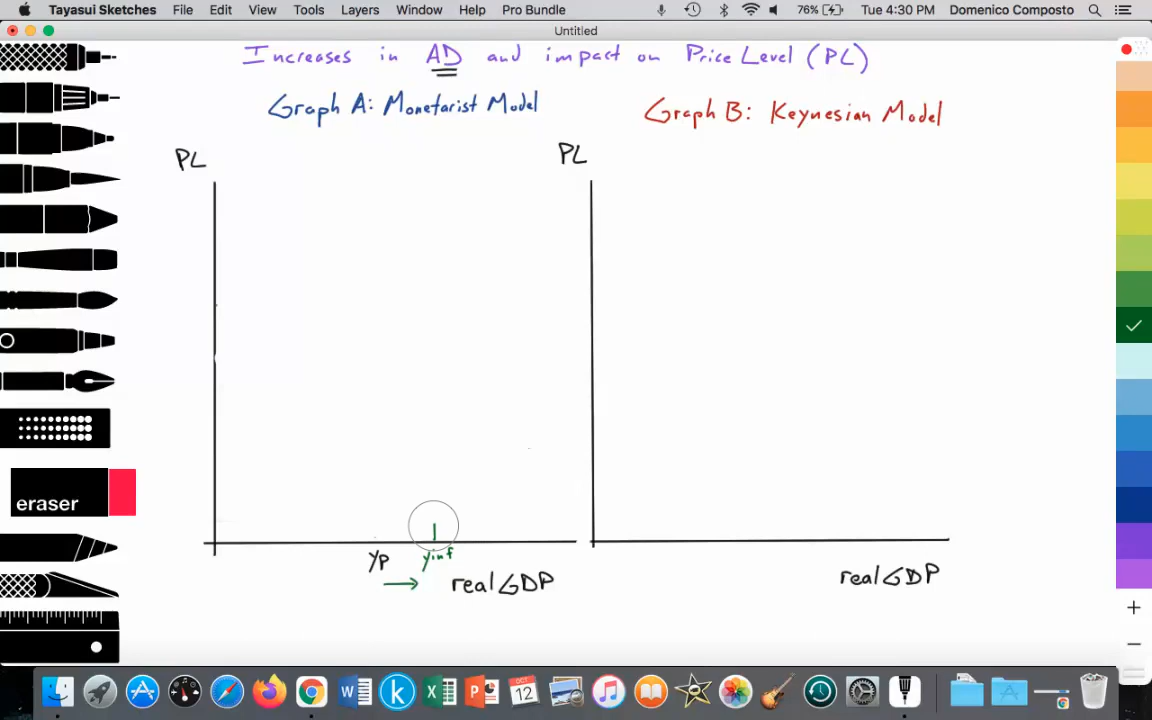 Tayasui Sketches File Edit View Tools Layers Window Help Pro Bundle 76% Tue 4:30 PM Domenico Composto
Untitled
Increases in AD and impact on Price Level (PL)
Graph A: Monetarist Model
Graph B: Keynesian Model
PL
PL
eraser
YP
Yinf
real GDP
real GDP
W
k
X
P
OCT
12
A